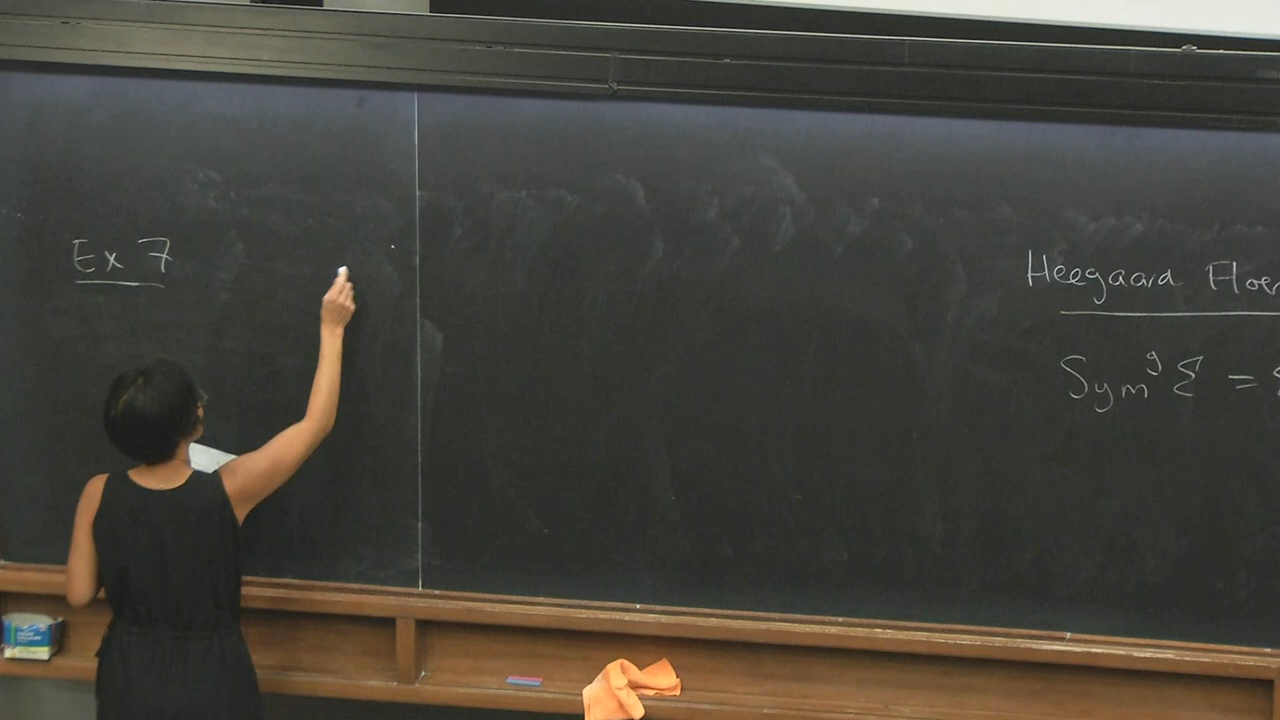 Ex 7
Heegaard Floer
Sym^g Σ =